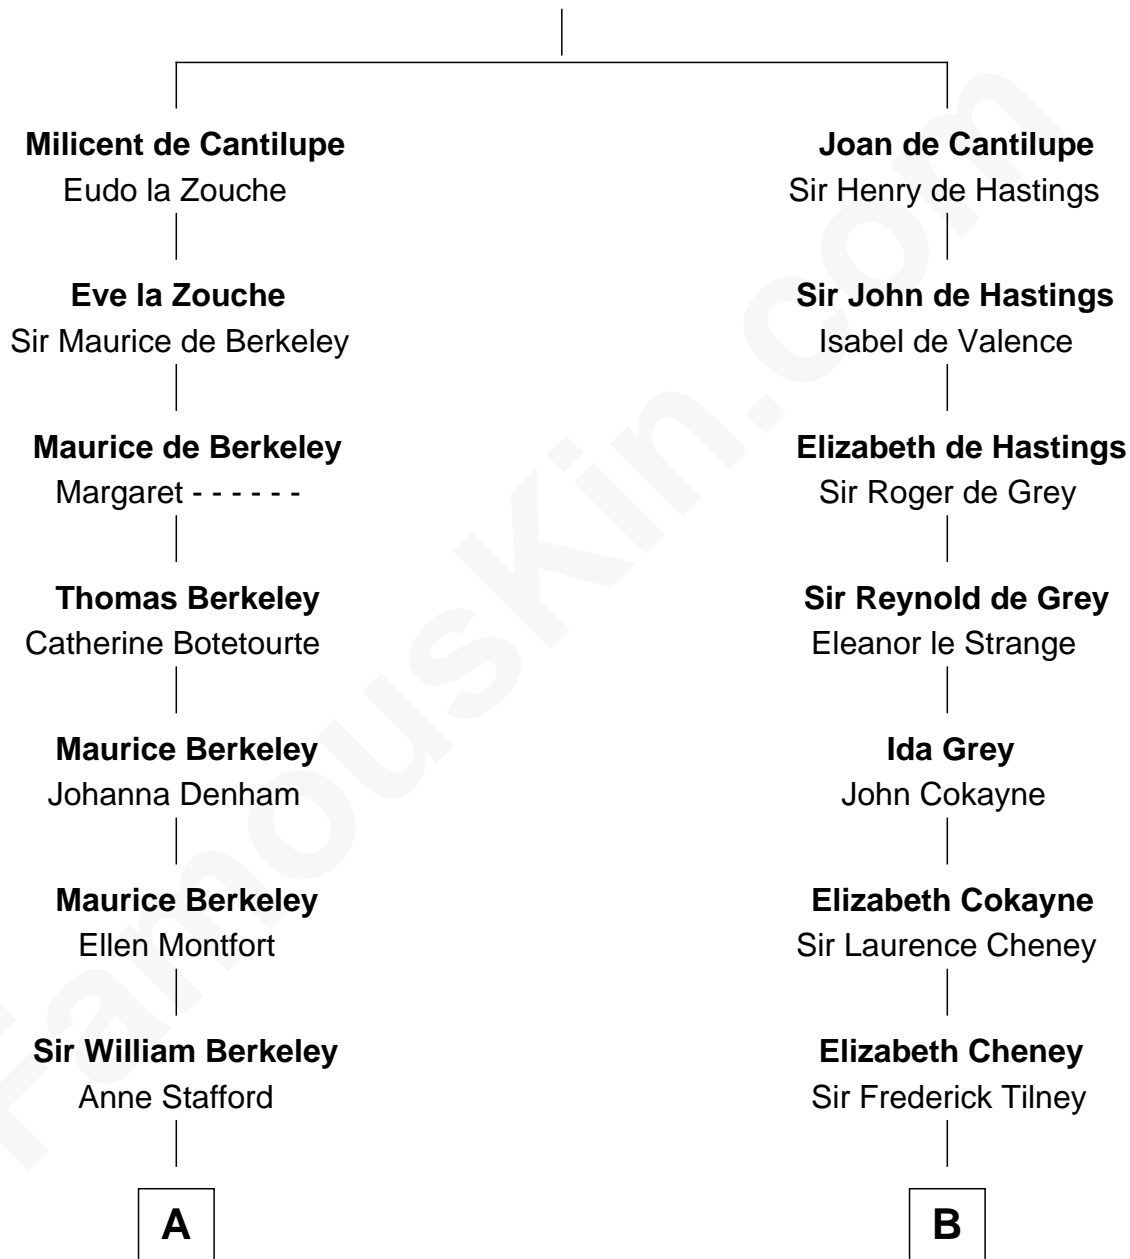 Milicent de Cantilupe
Eudo la Zouche
Eve la Zouche
Sir Maurice de Berkeley
Maurice de Berkeley
Margaret - - - - - -
Thomas Berkeley
Catherine Botetourte
Maurice Berkeley
Johanna Denham
Maurice Berkeley
Ellen Montfort
Sir William Berkeley
Anne Stafford
A
Joan de Cantilupe
Sir Henry de Hastings
Sir John de Hastings
Isabel de Valence
Elizabeth de Hastings
Sir Roger de Grey
Sir Reynold de Grey
Eleanor le Strange
Ida Grey
John Cokayne
Elizabeth Cokayne
Sir Laurence Cheney
Elizabeth Cheney
Sir Frederick Tilney
B
FamousKin.com